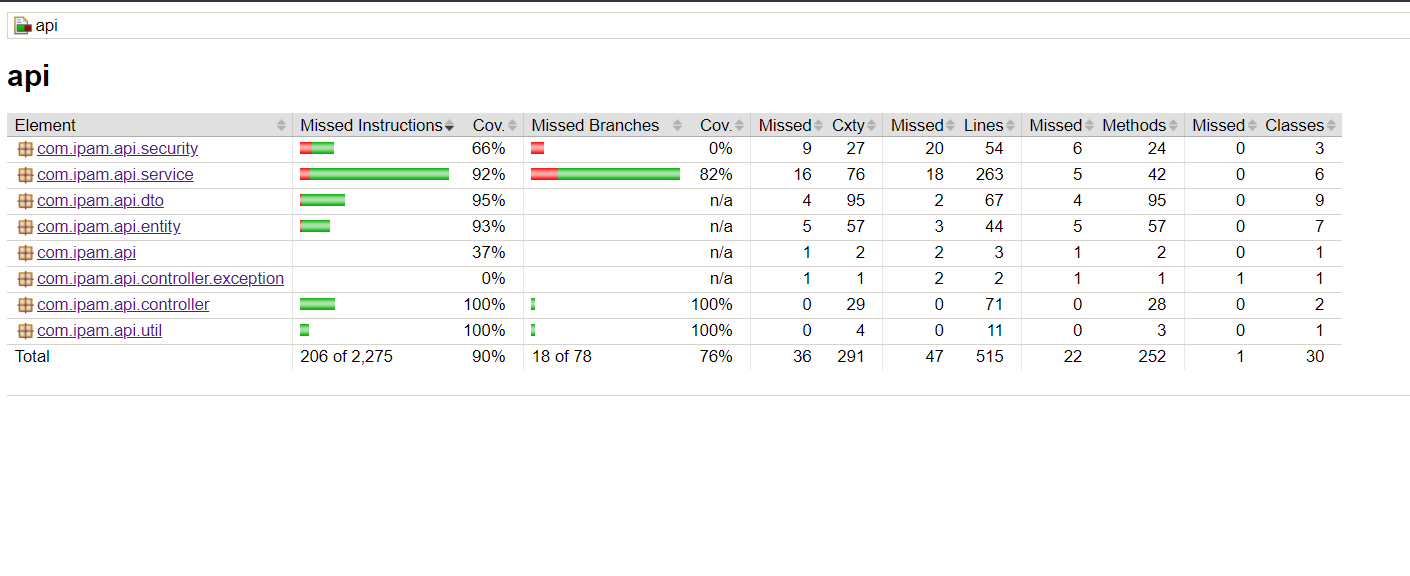 api
api
Element Missed Instructions Cov. Missed Branches Cov. Missed Cxty Missed Lines Missed Methods Missed Classes
com.ipam.api.security 66% 0% 9 27 20 54 6 24 0 3
com.ipam.api.service 92% 82% 16 76 18 263 5 42 0 6
com.ipam.api.dto 95% n/a 4 95 2 67 4 95 0 9
com.ipam.api.entity 93% n/a 5 57 3 44 5 57 0 7
com.ipam.api 37% n/a 1 2 2 3 1 2 0 1
com.ipam.api.controller.exception 0% n/a 1 1 2 2 1 1 1 1
com.ipam.api.controller 100% 100% 0 29 0 71 0 28 0 2
com.ipam.api.util 100% 100% 0 4 0 11 0 3 0 1
Total 206 of 2,275 90% 18 of 78 76% 36 291 47 515 22 252 1 30